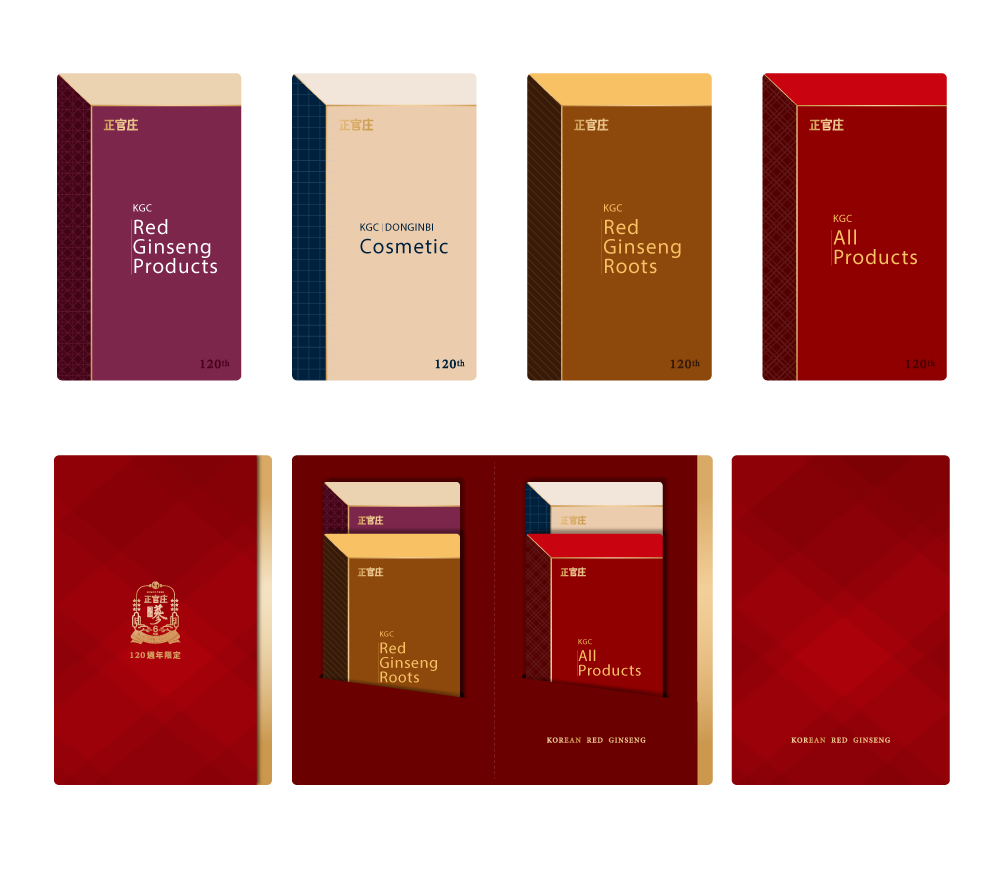 正官庄
KGC
Red
Ginseng
Products
120th
正官庄
KGC | DONGINBI
Cosmetic
120th
正官庄
KGC
Red
Ginseng
Roots
120th
正官庄
KGC
All
Products
120th
正官庄
蔘
6
120週年限定
正官庄
正官庄
KGC
Red
Ginseng
Roots
正官庄
正官庄
KGC
All
Products
KOREAN RED GINSENG
KOREAN RED GINSENG